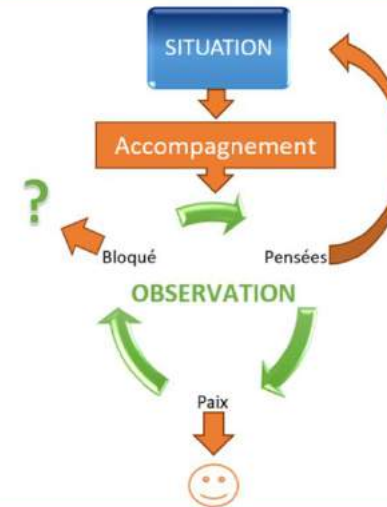 SITUATION
Accompagnement
?
Bloqué
Pensées
OBSERVATION
Paix